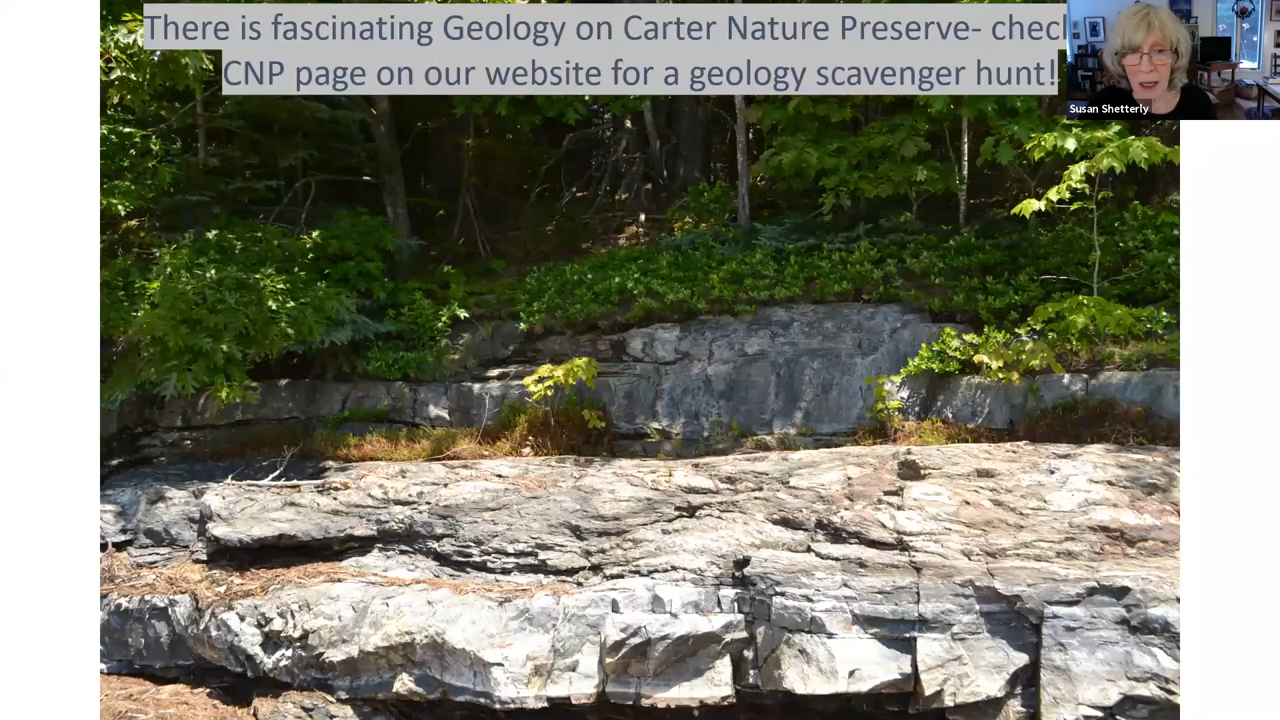 There is fascinating Geology on Carter Nature Preserve- chec
CNP page on our website for a geology scavenger hunt!
Susan Shetterly